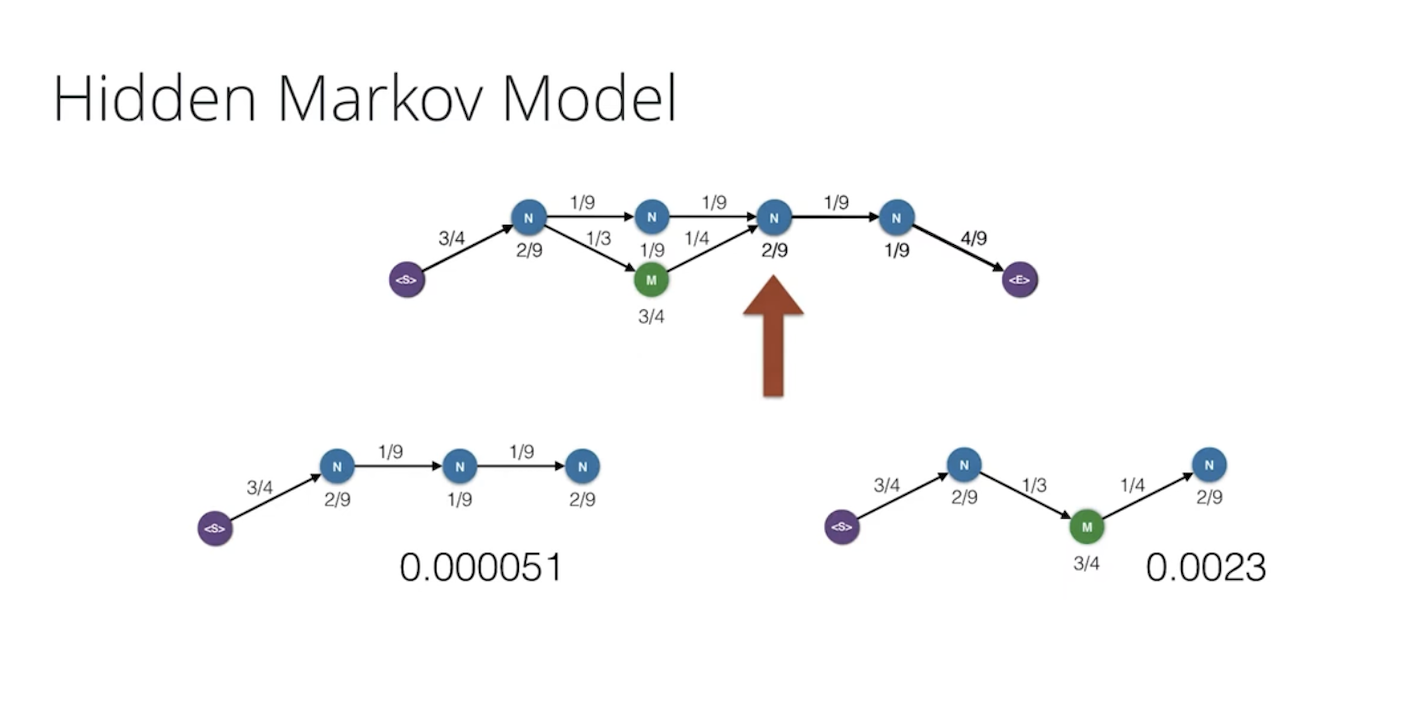 Hidden Markov Model
3/4
<S>
N
2/9
1/9
N
1/9
1/3
M
3/4
1/9
1/4
N
2/9
1/9
N
1/9
4/9
<E>
3/4
<S>
N
2/9
1/9
N
1/9
1/9
N
2/9
0.000051
3/4
<S>
N
2/9
1/3
M
3/4
1/4
N
2/9
0.0023